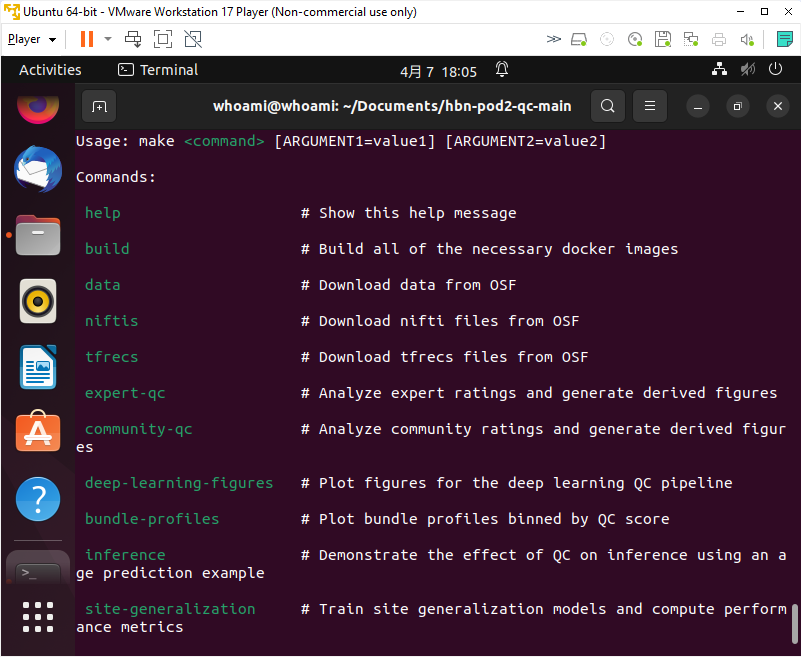 Ubuntu 64-bit - VMware Workstation 17 Player (Non-commercial use only)
Player
Activities
Terminal
4月 7 18:05
whoami@whoami: ~/Documents/hbn-pod2-qc-main
Usage: make <command> [ARGUMENT1=value1] [ARGUMENT2=value2]
Commands:
help # Show this help message
build # Build all of the necessary docker images
data # Download data from OSF
niftis # Download nifti files from OSF
tfrecs # Download tfrecs files from OSF
expert-qc # Analyze expert ratings and generate derived figures
community-qc # Analyze community ratings and generate derived figur
es
deep-learning-figures # Plot figures for the deep learning QC pipeline
bundle-profiles # Plot bundle profiles binned by QC score
inference # Demonstrate the effect of QC on inference using an a
ge prediction example
site-generalization # Train site generalization models and compute perform
ance metrics